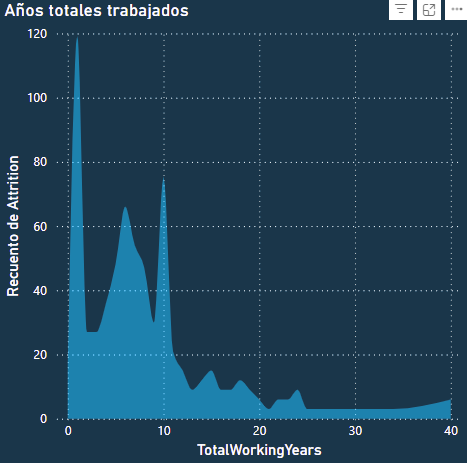 Años totales trabajados
120
100
80
60
40
20
0
Recuento de Attrition
0 10 20 30 40
TotalWorkingYears